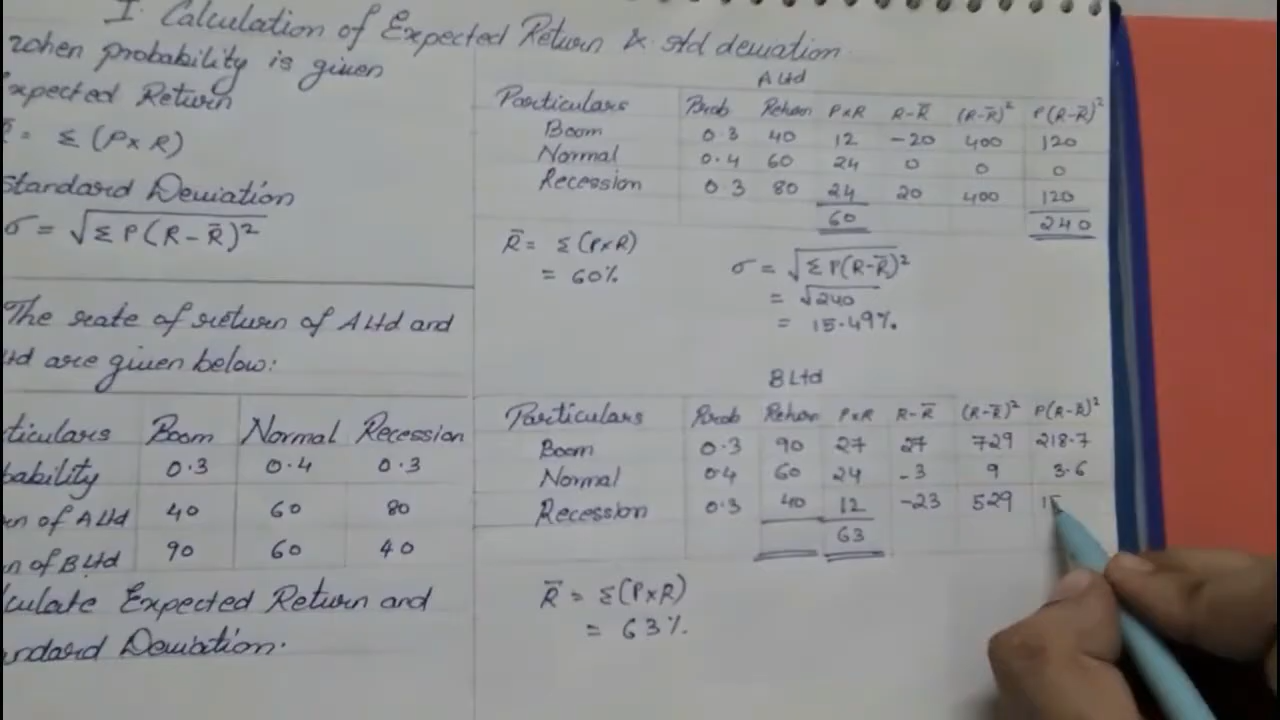 I. Calculation of Expected Return & std deviation
when probability is given
Expected Return
R̄ = Σ (P×R)
Standard Deviation
σ = √ΣP(R-R̄)²
The rate of return of A Ltd and
Ltd are given below:
ticulars Boom Normal Recession
bability 0.3 0.4 0.3
rn of A Ltd 40 60 80
n of B Ltd 90 60 40
lculate Expected Return and
andard Deviation.
A Ltd
Particulars Prob Return P×R R-R̄ (R-R̄)² P(R-R̄)²
Boom 0.3 40 12 -20 400 120
Normal 0.4 60 24 0 0 0
Recession 0.3 80 24 20 400 120
60 240
R̄ = Σ(P×R)
= 60%
σ = √ΣP(R-R̄)²
= √240
= 15.49%
B Ltd
Particulars Prob Return P×R R-R̄ (R-R̄)² P(R-R)²
Boom 0.3 90 27 27 729 218.7
Normal 0.4 60 24 -3 9 3.6
Recession 0.3 40 12 -23 529 15
63
R̄ = Σ(P×R)
= 63%